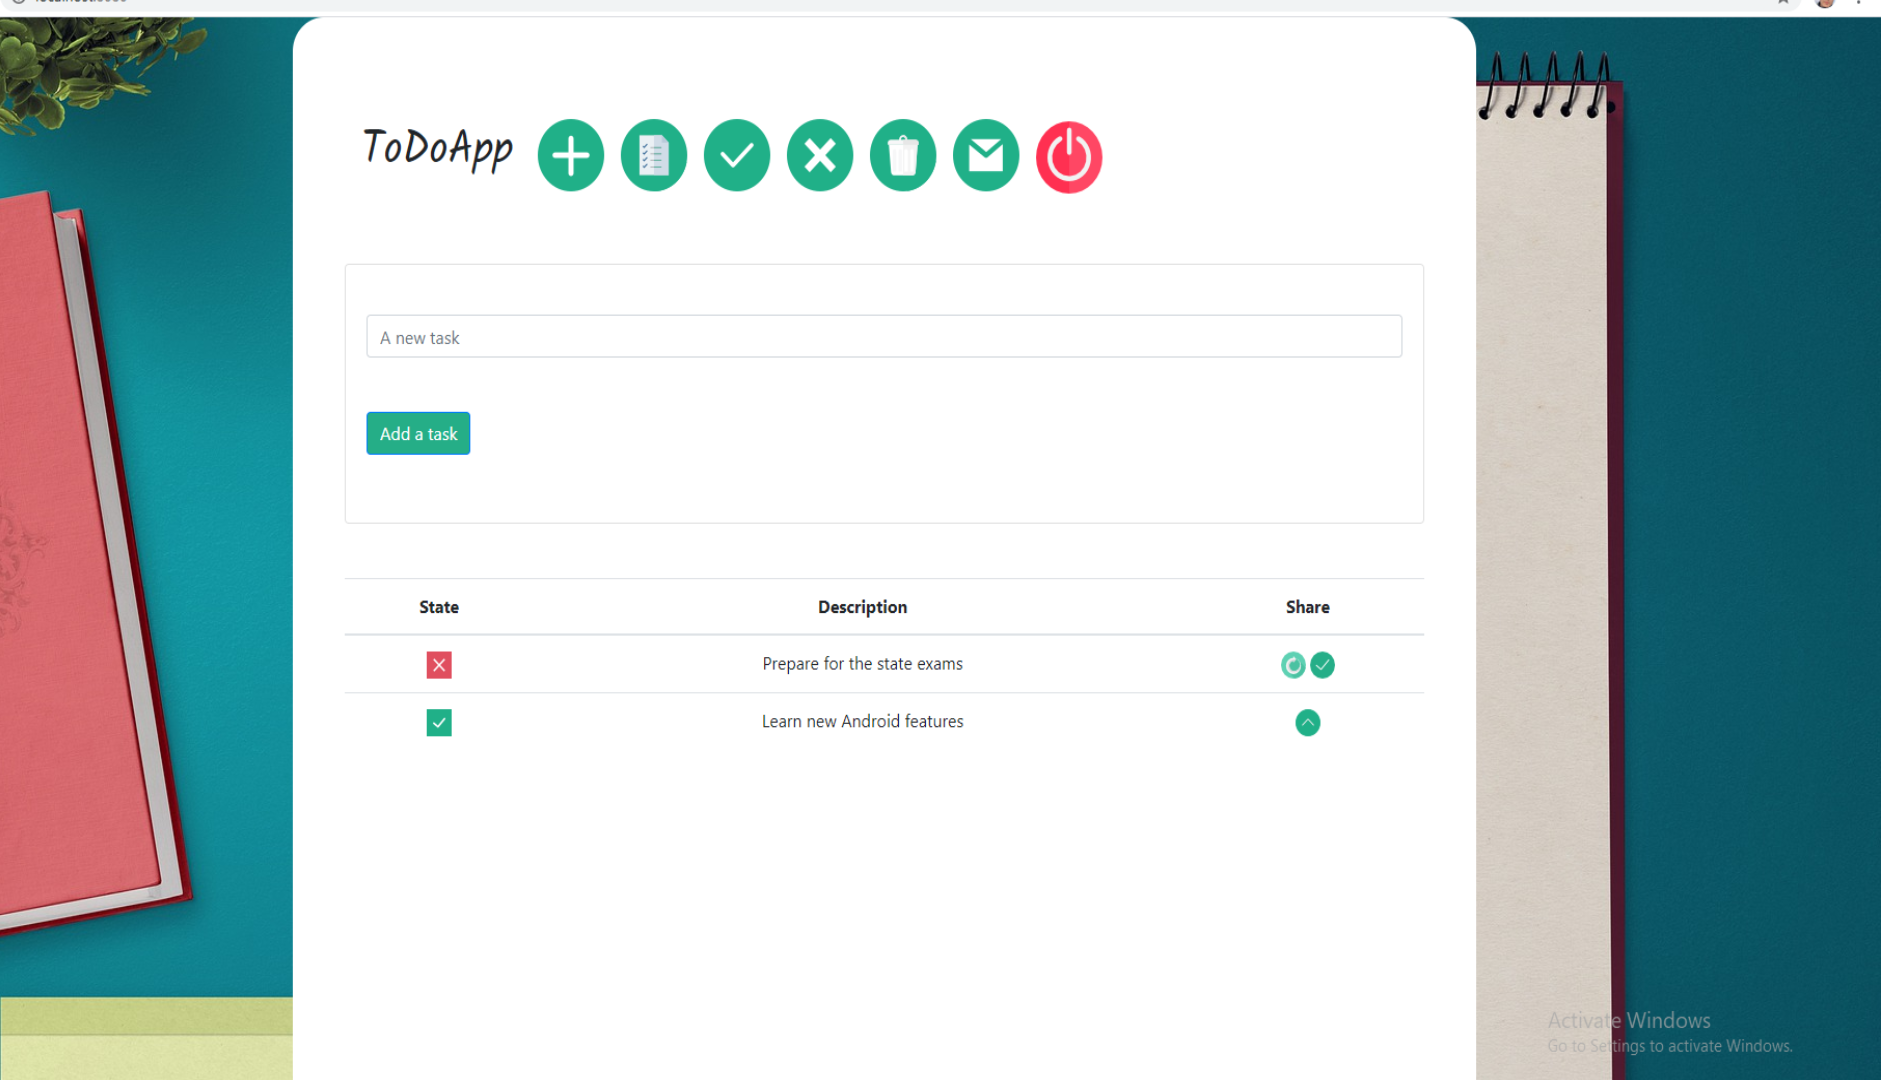 ToDoApp
A new task
Add a task
State Description Share
Prepare for the state exams
Learn new Android features
Activate Windows
Go to Settings to activate Windows.